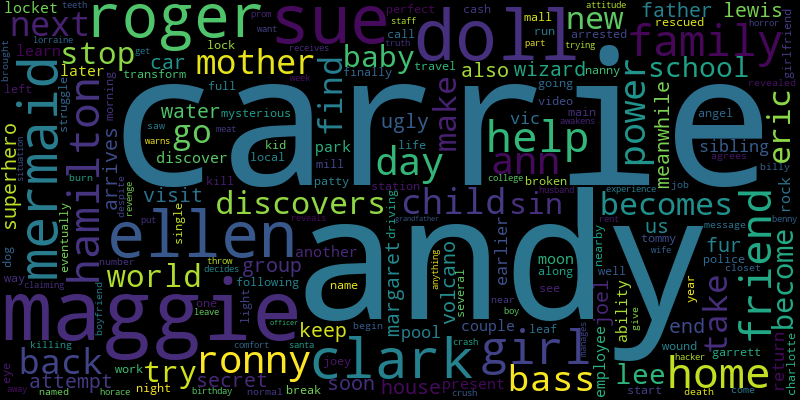 locket
next
roger
sue
doll
baby
new
mall
staff
attitude
perfect
cash
father
lewis
rescued
prom
want
teeth
lorraine
brought
learn
stop
mother
find
call
run
part
trying
arrested
family
horror
car
lock
get
truth
travel
also
wizard
nanny
school
girlfriend
later
transform
finally
struggle
mermaid
hamilton
carrie
morning
full
receives
week
water
mysterious
going
video
main
power
meanwhile
revealed
eric
left
saw
meat
awakens
make
ugly
help
vic
angel
sibling
go
kid
park
life
agrees
warns
discover
local
mill
day
patty
ann
college
broken
billy
superhero
arrives
kill
station
husband
experience
job
rock
burn
visit
discovers
child
sin
becomes
benny
situation
despite
revenge
single
bo
driving
us
tommy
message
become
eventually
put
reveals
grandfather
earlier
rent
wife
ellen
andy
another
margaret
volcano
moon
nearby
fur
police
closet
friend
dog
world
group
anything
several
along
well
joel
ability
way
number
throw
following
light
name
couple
see
year
take
end
wound
hacker
maggie
decides
one
leave
keep
pool
near
boy
leaf
employee
give
garrett
return
charlotte
claiming
boyfriend
officer
begin
joey
crash
girl
manages
killing
back
try
ronny
clark
bass
lee
home
eye
attempt
work
secret
comfort
santa
soon
house
present
start
death
come
away
named
horace
night
birthday
break
normal
crush